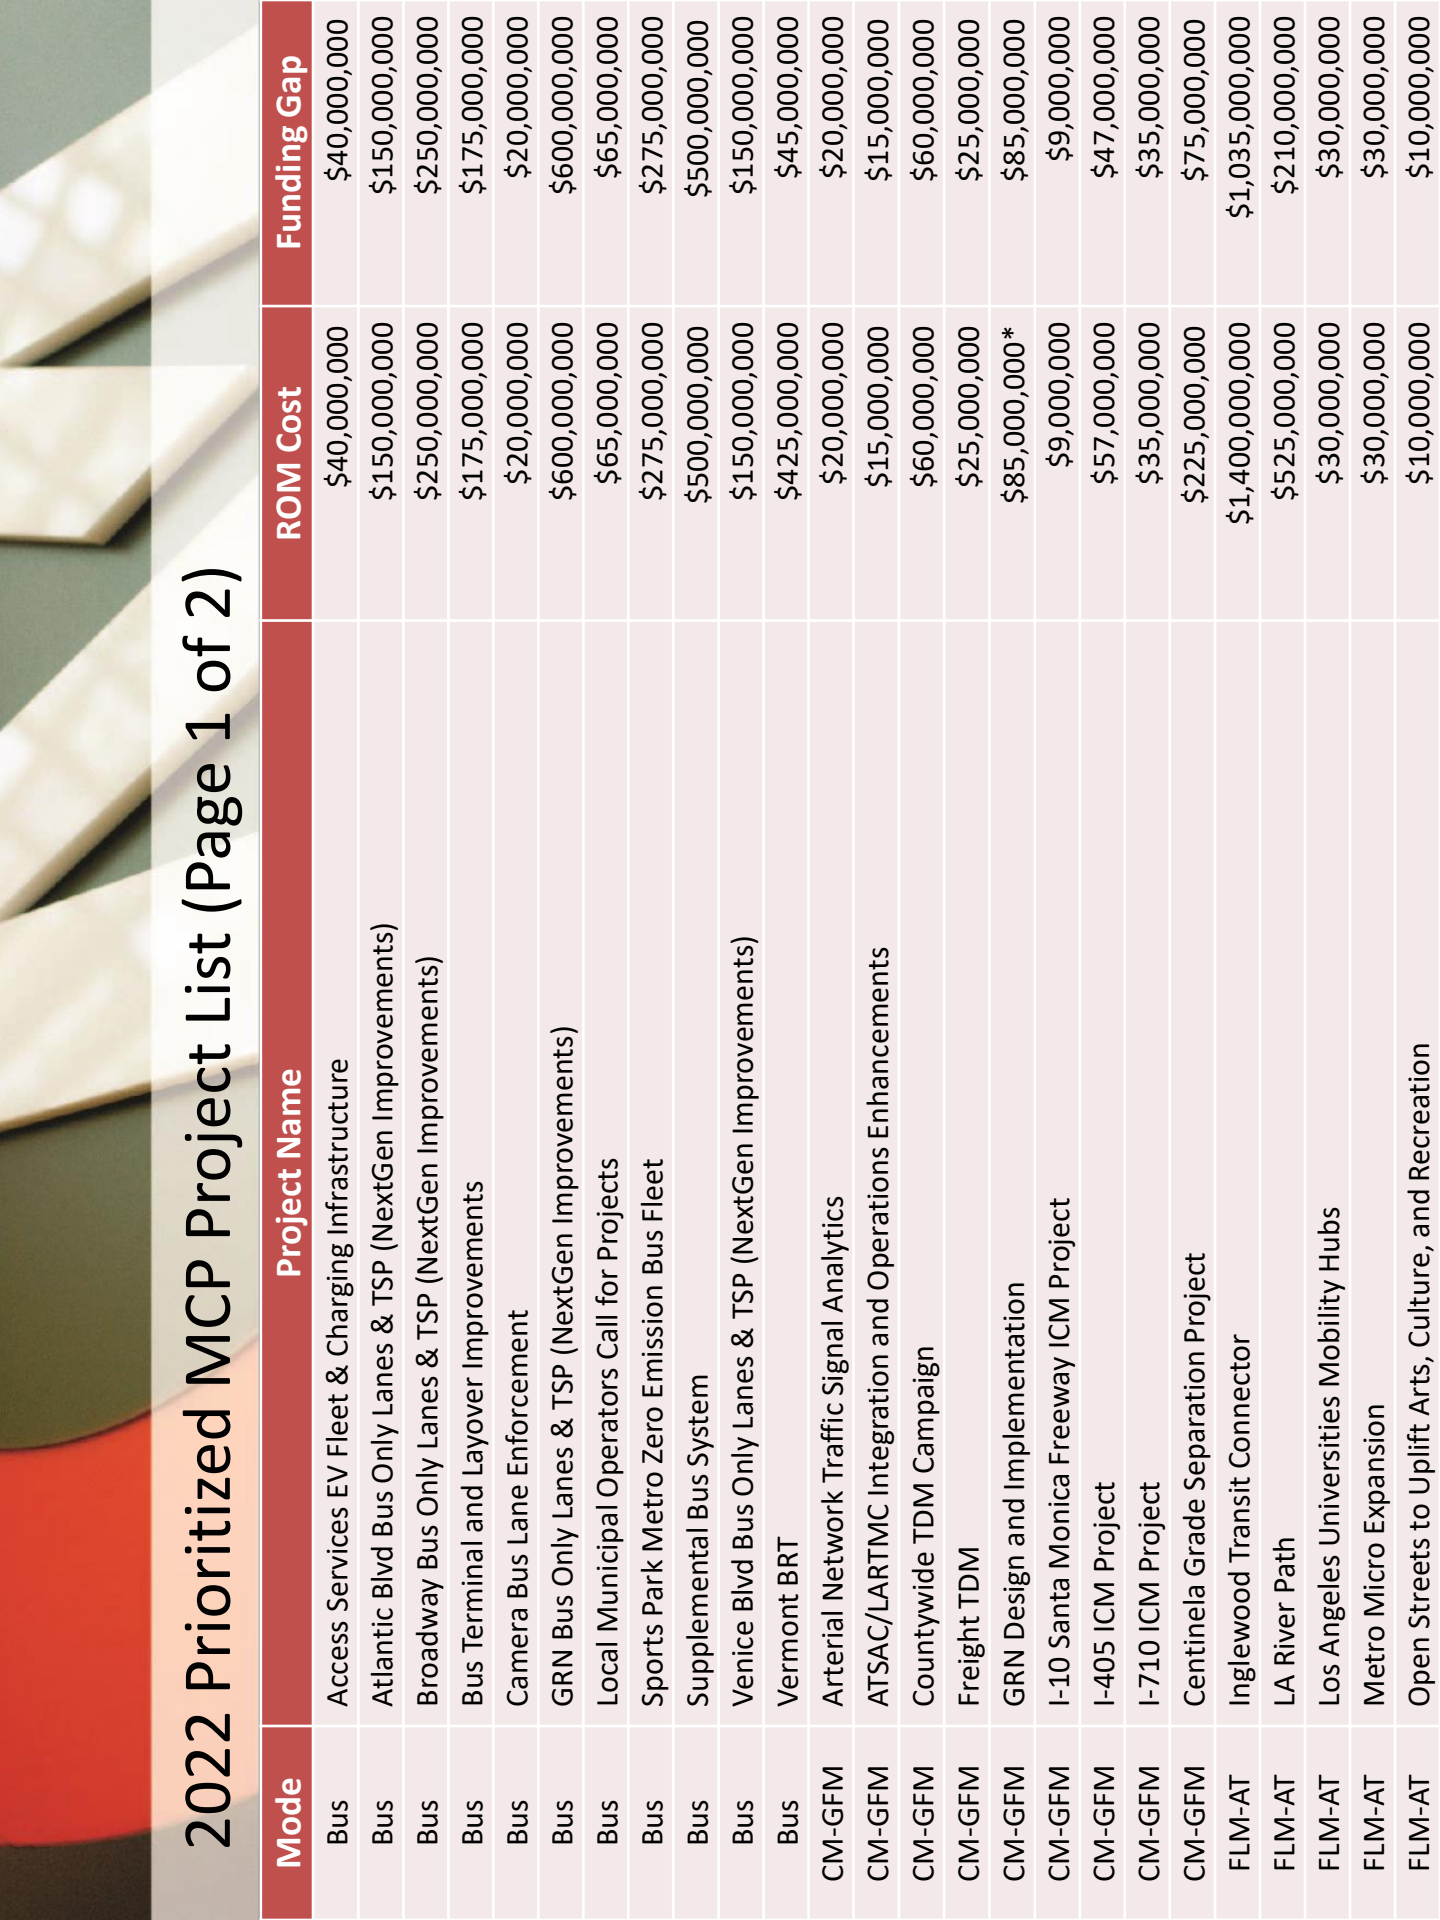 2022 Prioritized MCP Project List (Page 1 of 2)
Mode Project Name ROM Cost Funding Gap
Bus Access Services EV Fleet & Charging Infrastructure $40,000,000 $40,000,000
Bus Atlantic Blvd Bus Only Lanes & TSP (NextGen Improvements) $150,000,000 $150,000,000
Bus Broadway Bus Only Lanes & TSP (NextGen Improvements) $250,000,000 $250,000,000
Bus Bus Terminal and Layover Improvements $175,000,000 $175,000,000
Bus Camera Bus Lane Enforcement $20,000,000 $20,000,000
Bus GRN Bus Only Lanes & TSP (NextGen Improvements) $600,000,000 $600,000,000
Bus Local Municipal Operators Call for Projects $65,000,000 $65,000,000
Bus Sports Park Metro Zero Emission Bus Fleet $275,000,000 $275,000,000
Bus Supplemental Bus System $500,000,000 $500,000,000
Bus Venice Blvd Bus Only Lanes & TSP (NextGen Improvements) $150,000,000 $150,000,000
Bus Vermont BRT $425,000,000 $45,000,000
CM-GFM Arterial Network Traffic Signal Analytics $20,000,000 $20,000,000
CM-GFM ATSAC/LARTMC Integration and Operations Enhancements $15,000,000 $15,000,000
CM-GFM Countywide TDM Campaign $60,000,000 $60,000,000
CM-GFM Freight TDM $25,000,000 $25,000,000
CM-GFM GRN Design and Implementation $85,000,000* $85,000,000
CM-GFM I-10 Santa Monica Freeway ICM Project $9,000,000 $9,000,000
CM-GFM I-405 ICM Project $57,000,000 $47,000,000
CM-GFM I-710 ICM Project $35,000,000 $35,000,000
CM-GFM Centinela Grade Separation Project $225,000,000 $75,000,000
FLM-AT Inglewood Transit Connector $1,400,000,000 $1,035,000,000
FLM-AT LA River Path $525,000,000 $210,000,000
FLM-AT Los Angeles Universities Mobility Hubs $30,000,000 $30,000,000
FLM-AT Metro Micro Expansion $30,000,000 $30,000,000
FLM-AT Open Streets to Uplift Arts, Culture, and Recreation $10,000,000 $10,000,000